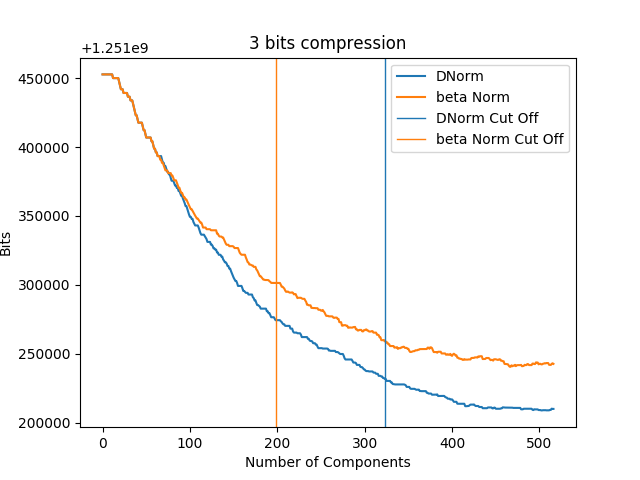 3 bits compression
+1.251e9
450000
400000
350000
300000
250000
200000
Bits
0 100 200 300 400 500
Number of Components
DNorm
beta Norm
DNorm Cut Off
beta Norm Cut Off